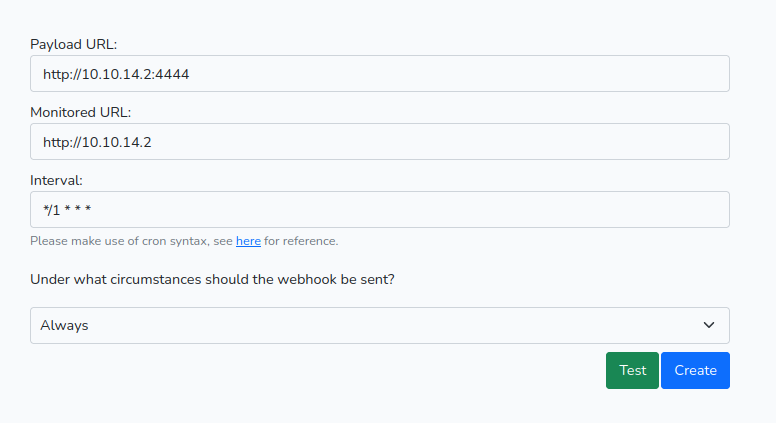 Payload URL:
http://10.10.14.2:4444
Monitored URL:
http://10.10.14.2
Interval:
*/1 * * *
Please make use of cron syntax, see here for reference.
Under what circumstances should the webhook be sent?
Always
Test Create